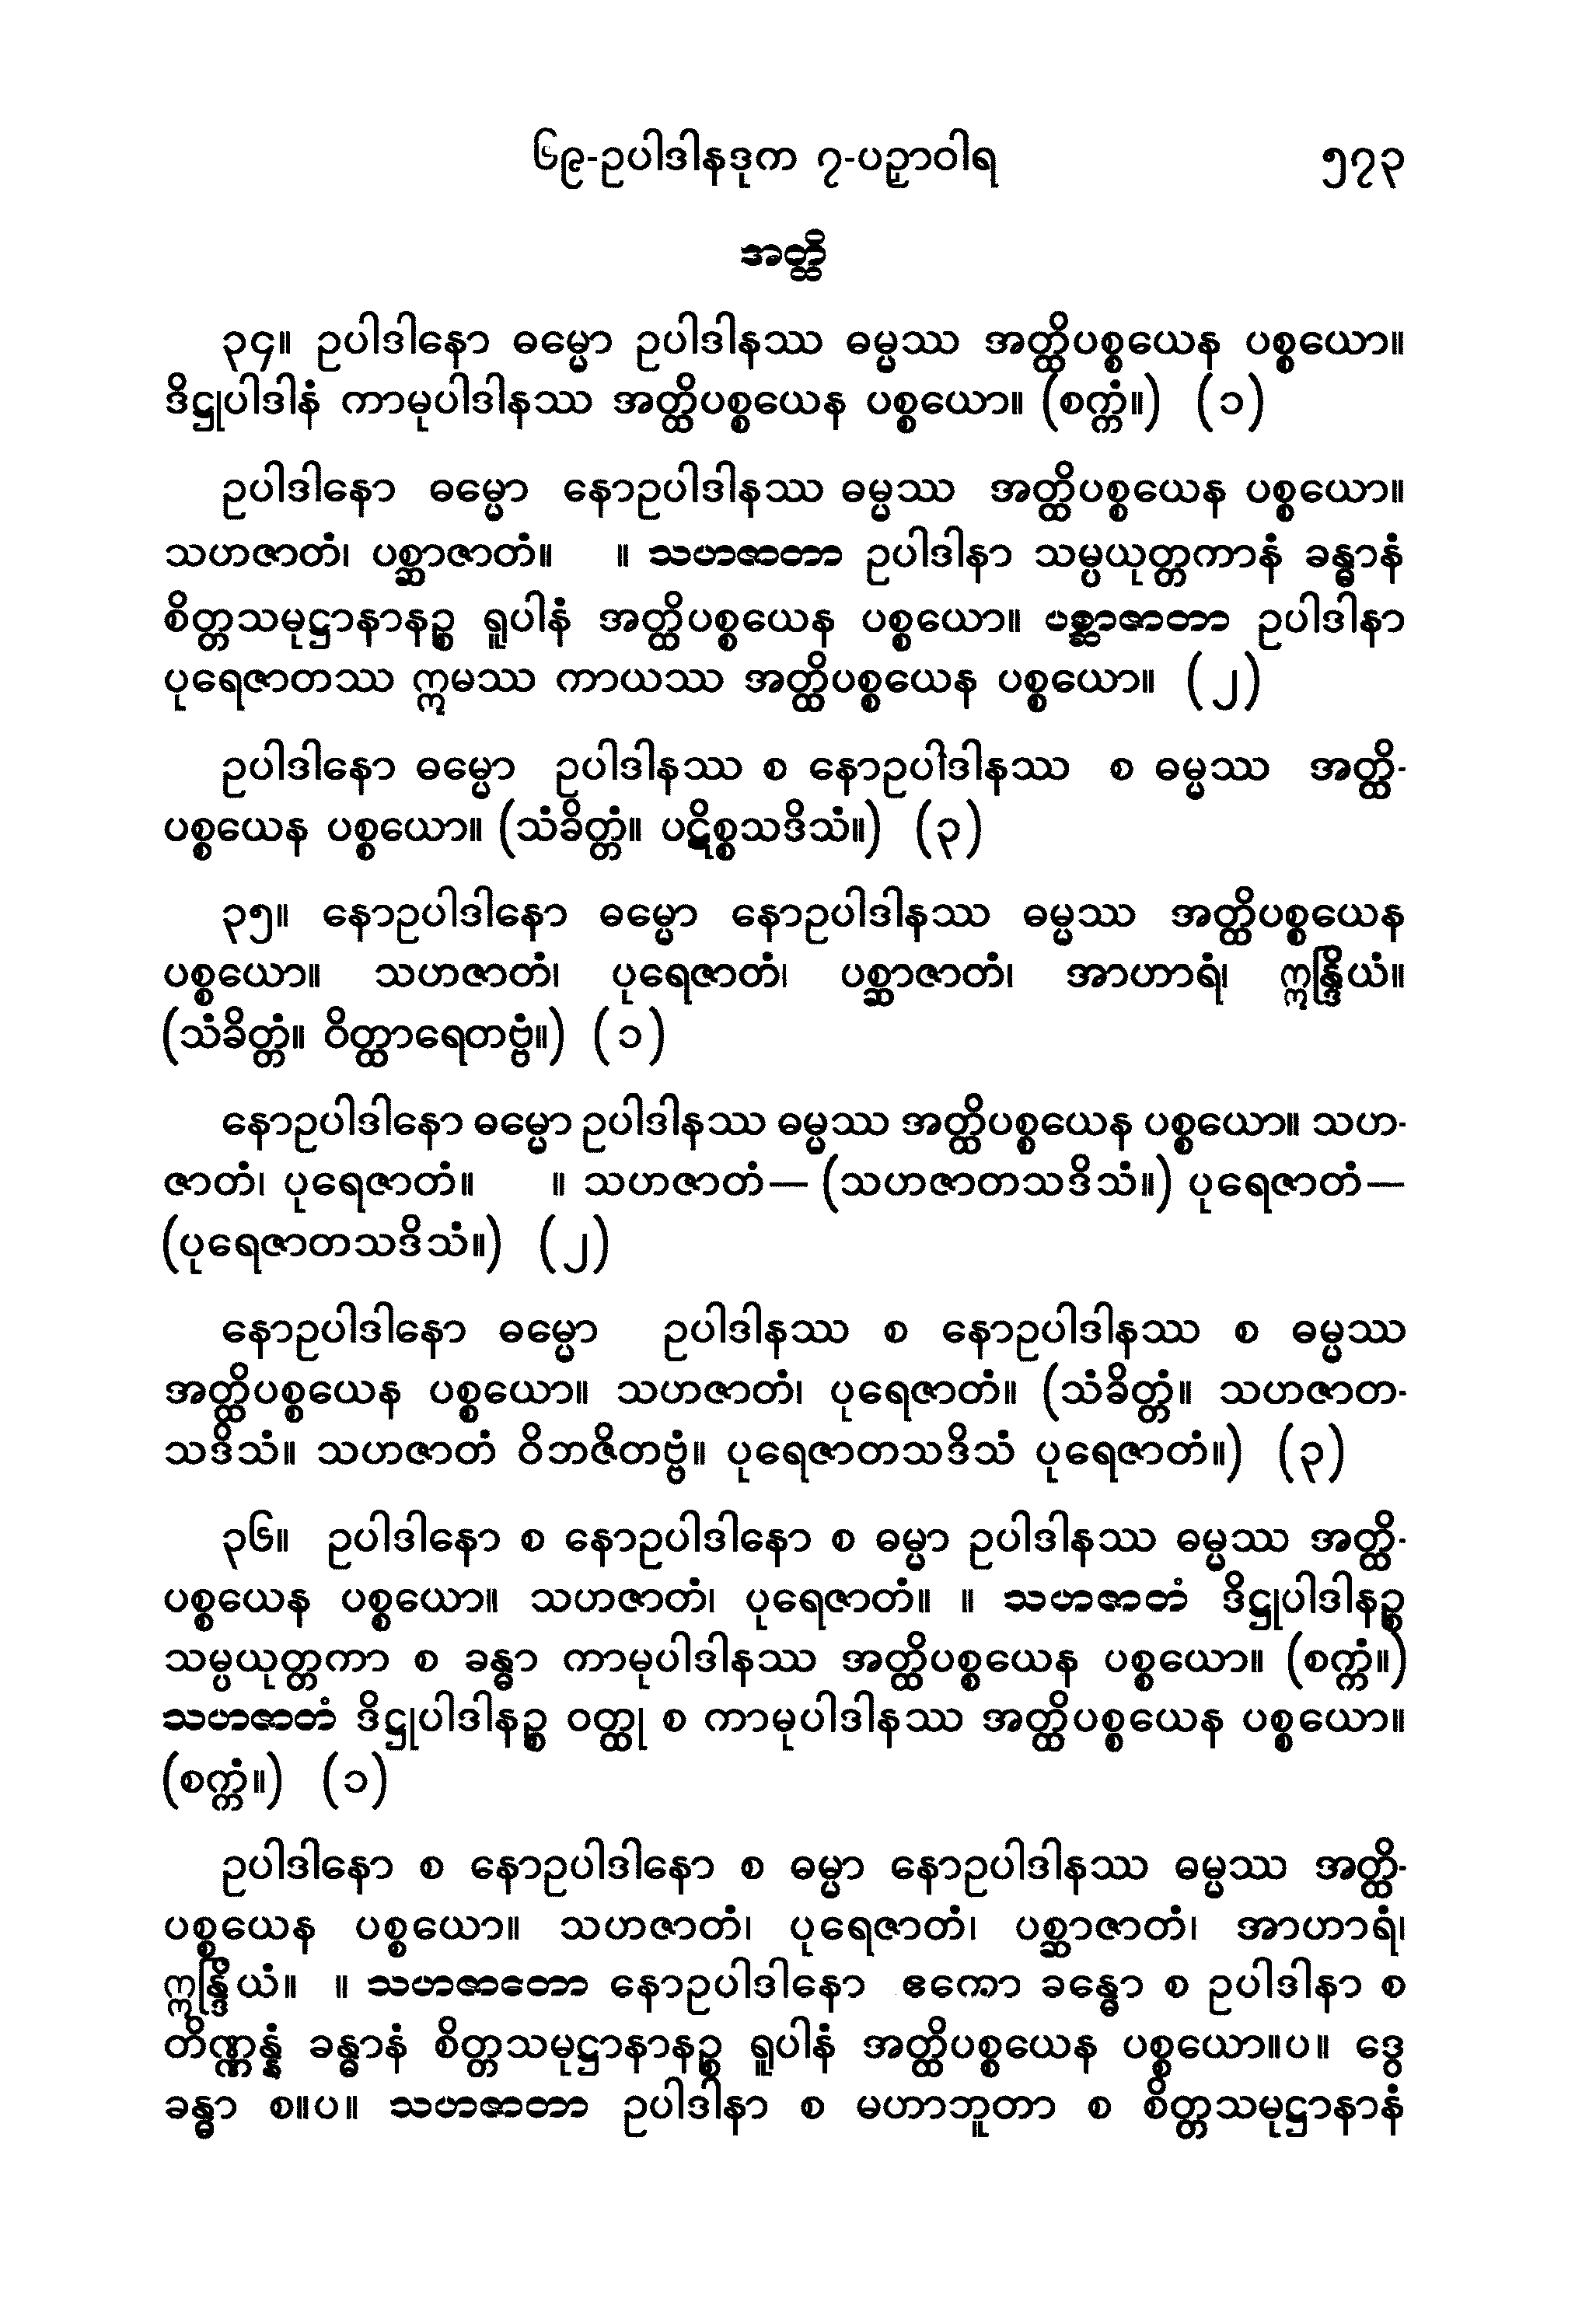 ၆၉-ဥပါဒါနဒုက ၇-ပဉှာဝါရ ၅၇၃
အတ္ထိ
၃၄။ ဥပါဒါနော ဓမ္မော ဥပါဒါနဿ ဓမ္မဿ အတ္ထိပစ္စယေန ပစ္စယော။
ဒိဋ္ဌုပါဒါနံ ကာမုပါဒါနဿ အတ္ထိပစ္စယေန ပစ္စယော။ (စက္ကံ။) (၁)
ဥပါဒါနော ဓမ္မော နောဥပါဒါနဿ ဓမ္မဿ အတ္ထိပစ္စယေန ပစ္စယော။
သဟဇာတံ၊ ပစ္ဆာဇာတံ။ ။ သဟဇာတာ ဥပါဒါနာ သမ္ပယုတ္တကာနံ ခန္ဓာနံ
စိတ္တသမုဋ္ဌာနာနဉ္စ ရူပါနံ အတ္ထိပစ္စယေန ပစ္စယော။ ပစ္ဆာဇာတာ ဥပါဒါနာ
ပုရေဇာတဿ ဣမဿ ကာယဿ အတ္ထိပစ္စယေန ပစ္စယော။ (၂)
ဥပါဒါနော ဓမ္မော ဥပါဒါနဿ စ နောဥပါဒါနဿ စ ဓမ္မဿ အတ္ထိ-
ပစ္စယေန ပစ္စယော။ (သံခိတ္တံ။ ပဋိစ္စသဒိသံ။) (၃)
၃၅။ နောဥပါဒါနော ဓမ္မော နောဥပါဒါနဿ ဓမ္မဿ အတ္ထိပစ္စယေန
ပစ္စယော။ သဟဇာတံ၊ ပုရေဇာတံ၊ ပစ္ဆာဇာတံ၊ အာဟာရံ၊ ဣန္ဒြိယံ။
(သံခိတ္တံ။ ဝိတ္ထာရေတဗ္ဗံ။) (၁)
နောဥပါဒါနော ဓမ္မော ဥပါဒါနဿ ဓမ္မဿ အတ္ထိပစ္စယေန ပစ္စယော။ သဟ-
ဇာတံ၊ ပုရေဇာတံ။ ။ သဟဇာတံ— (သဟဇာတသဒိသံ။) ပုရေဇာတံ—
(ပုရေဇာတသဒိသံ။) (၂)
နောဥပါဒါနော ဓမ္မော ဥပါဒါနဿ စ နောဥပါဒါနဿ စ ဓမ္မဿ
အတ္ထိပစ္စယေန ပစ္စယော။ သဟဇာတံ၊ ပုရေဇာတံ။ (သံခိတ္တံ။ သဟဇာတ-
သဒိသံ။ သဟဇာတံ ဝိဘဇိတဗ္ဗံ။ ပုရေဇာတသဒိသံ ပုရေဇာတံ။) (၃)
၃၆။ ဥပါဒါနော စ နောဥပါဒါနော စ ဓမ္မာ ဥပါဒါနဿ ဓမ္မဿ အတ္ထိ-
ပစ္စယေန ပစ္စယော။ သဟဇာတံ၊ ပုရေဇာတံ။ ။ သဟဇာတံ ဒိဋ္ဌုပါဒါနဉ္စ
သမ္ပယုတ္တကာ စ ခန္ဓာ ကာမုပါဒါနဿ အတ္ထိပစ္စယေန ပစ္စယော။ (စက္ကံ။)
သဟဇာတံ ဒိဋ္ဌုပါဒါနဉ္စ ဝတ္ထု စ ကာမုပါဒါနဿ အတ္ထိပစ္စယေန ပစ္စယော။
(စက္ကံ။) (၁)
ဥပါဒါနော စ နောဥပါဒါနော စ ဓမ္မာ နောဥပါဒါနဿ ဓမ္မဿ အတ္ထိ-
ပစ္စယေန ပစ္စယော။ သဟဇာတံ၊ ပုရေဇာတံ၊ ပစ္ဆာဇာတံ၊ အာဟာရံ၊
ဣန္ဒြိယံ။ ။ သဟဇာတော နောဥပါဒါနော ဧကော ခန္ဓော စ ဥပါဒါနာ စ
တိဏ္ဏန္နံ ခန္ဓာနံ စိတ္တသမုဋ္ဌာနာနဉ္စ ရူပါနံ အတ္ထိပစ္စယေန ပစ္စယော။ပ။ ဒွေ
ခန္ဓာ စ။ပ။ သဟဇာတာ ဥပါဒါနာ စ မဟာဘူတာ စ စိတ္တသမုဋ္ဌာနာနံ